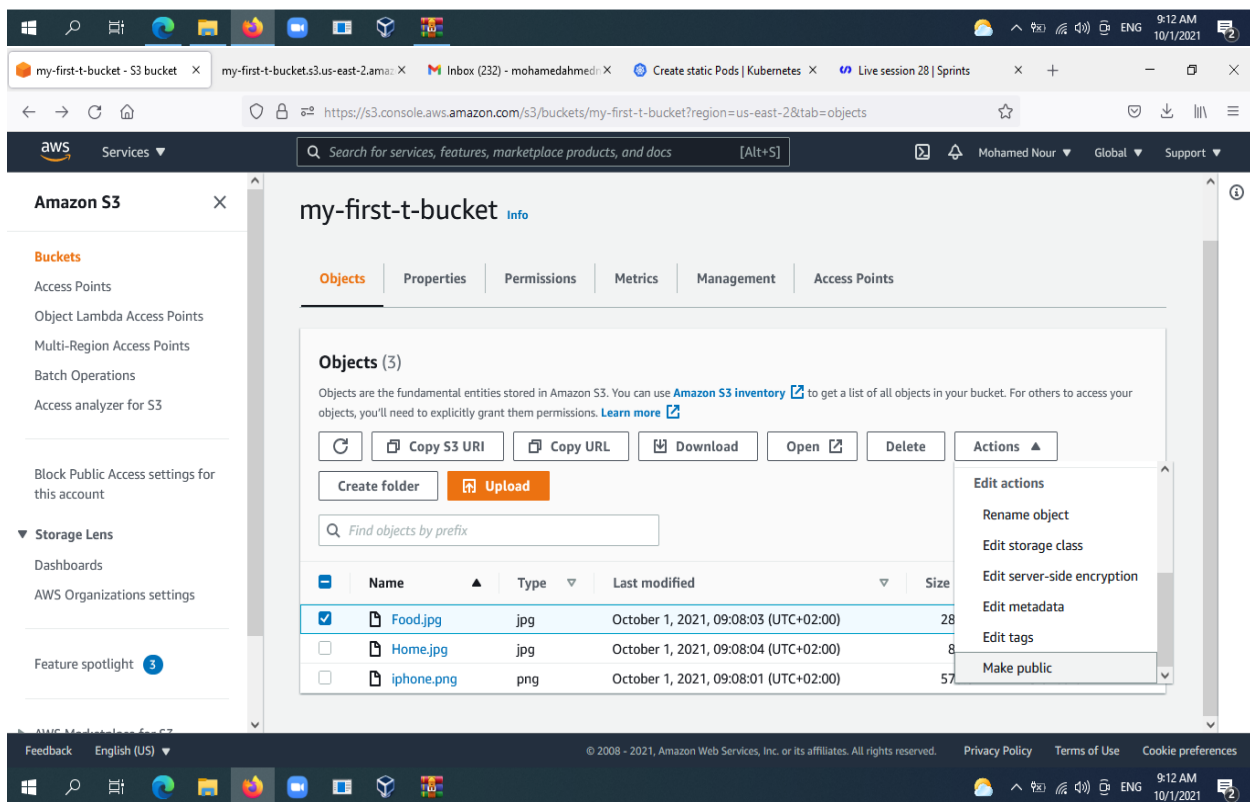 ENG
9:12 AM
10/1/2021
2
my-first-t-bucket - S3 bucket
my-first-t-bucket.s3.us-east-2.amaz
Inbox (232) - mohamedahmedn
Create static Pods | Kubernetes
Live session 28 | Sprints
https://s3.console.aws.amazon.com/s3/buckets/my-first-t-bucket?region=us-east-2&tab=objects
aws
Services
Search for services, features, marketplace products, and docs
[Alt+S]
Mohamed Nour
Global
Support
Amazon S3
Buckets
Access Points
Object Lambda Access Points
Multi-Region Access Points
Batch Operations
Access analyzer for S3
Block Public Access settings for
this account
Storage Lens
Dashboards
AWS Organizations settings
Feature spotlight 3
AWS Marketplace for S3
my-first-t-bucket Info
Objects
Properties
Permissions
Metrics
Management
Access Points
Objects (3)
Objects are the fundamental entities stored in Amazon S3. You can use Amazon S3 inventory to get a list of all objects in your bucket. For others to access your
objects, you'll need to explicitly grant them permissions. Learn more
Copy S3 URI
Copy URL
Download
Open
Delete
Actions
Create folder
Upload
Find objects by prefix
Edit actions
Rename object
Edit storage class
Edit server-side encryption
Edit metadata
Edit tags
Make public
Name Type Last modified Size
Food.jpg jpg October 1, 2021, 09:08:03 (UTC+02:00) 28
Home.jpg jpg October 1, 2021, 09:08:04 (UTC+02:00) 8
iphone.png png October 1, 2021, 09:08:01 (UTC+02:00) 57
Feedback
English (US)
© 2008 - 2021, Amazon Web Services, Inc. or its affiliates. All rights reserved.
Privacy Policy
Terms of Use
Cookie preferences
ENG
9:12 AM
10/1/2021
2